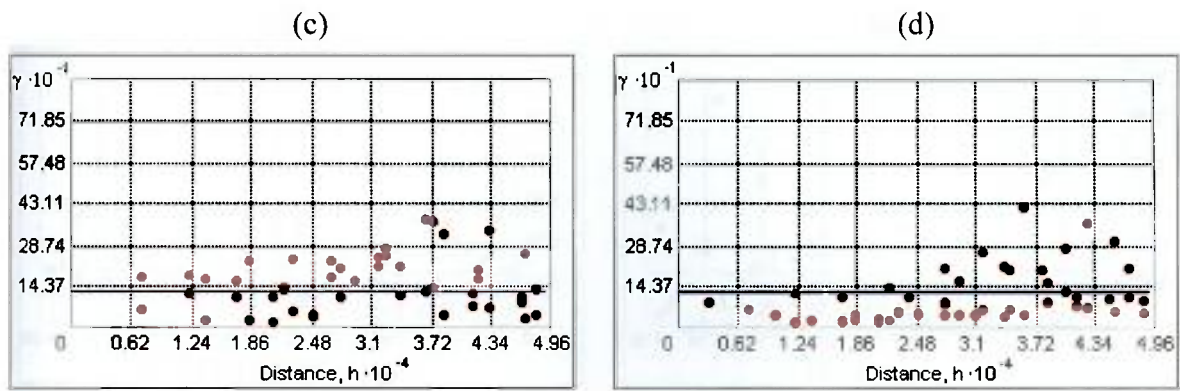 (c) (d)
γ·10 ⁻¹ γ·10 ⁻¹
71.85 71.85
57.48 57.48
43.11 43.11
28.74 28.74
14.37 14.37
0 0.62 1.24 1.86 2.48 3.1 3.72 4.34 4.96 0 0.62 1.24 1.86 2.48 3.1 3.72 4.34 4.96
Distance, h·10 ⁻⁴ Distance, h·10 ⁻⁴